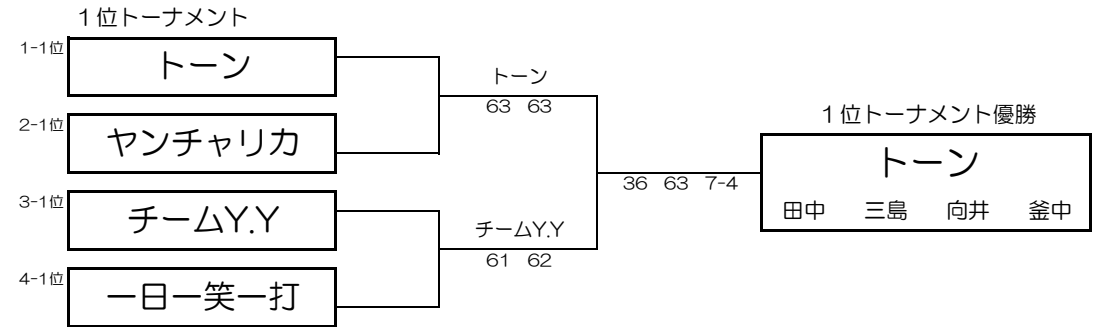 １位トーナメント
1-1位
トーン
2-1位
ヤンチャリカ
3-1位
チームY.Y
4-1位
一日一笑一打
トーン
63 63
チームY.Y
61 62
36 63 7-4
１位トーナメント優勝
トーン
田中 三島 向井 釜中